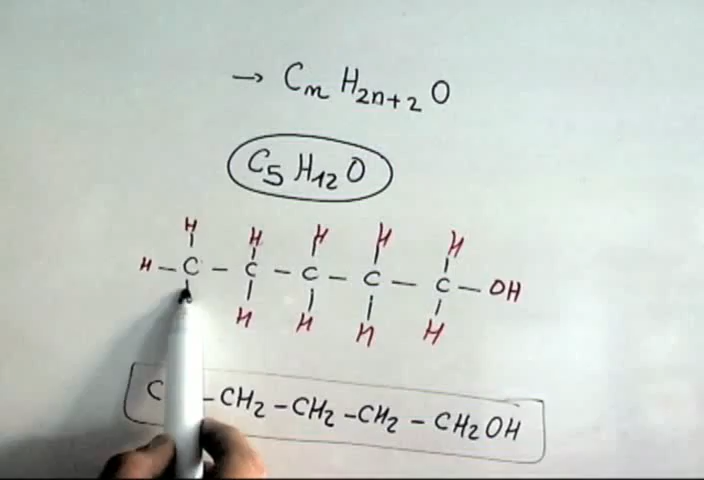 → CnH2n+2O
C5H12O
H H H H H
H – C – C – C – C – C – OH
H H H H
C – CH2 – CH2 – CH2 – CH2OH